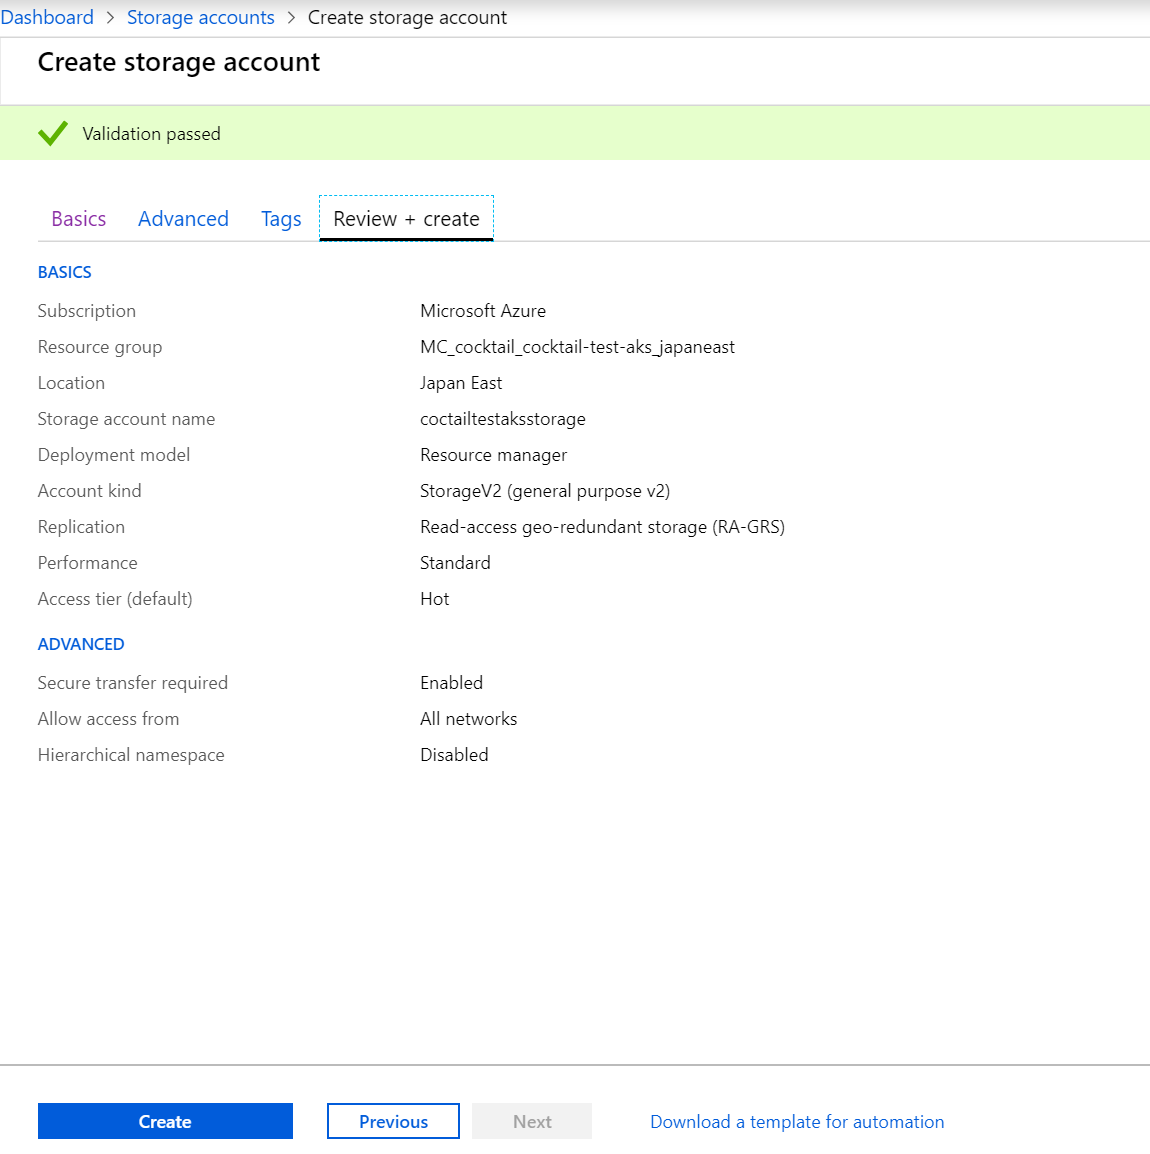 Dashboard > Storage accounts > Create storage account
Create storage account
Validation passed
Basics Advanced Tags Review + create
BASICS
Subscription Microsoft Azure
Resource group MC_cocktail_cocktail-test-aks_japaneast
Location Japan East
Storage account name coctailtestaksstorage
Deployment model Resource manager
Account kind StorageV2 (general purpose v2)
Replication Read-access geo-redundant storage (RA-GRS)
Performance Standard
Access tier (default) Hot
ADVANCED
Secure transfer required Enabled
Allow access from All networks
Hierarchical namespace Disabled
Create Previous Next Download a template for automation